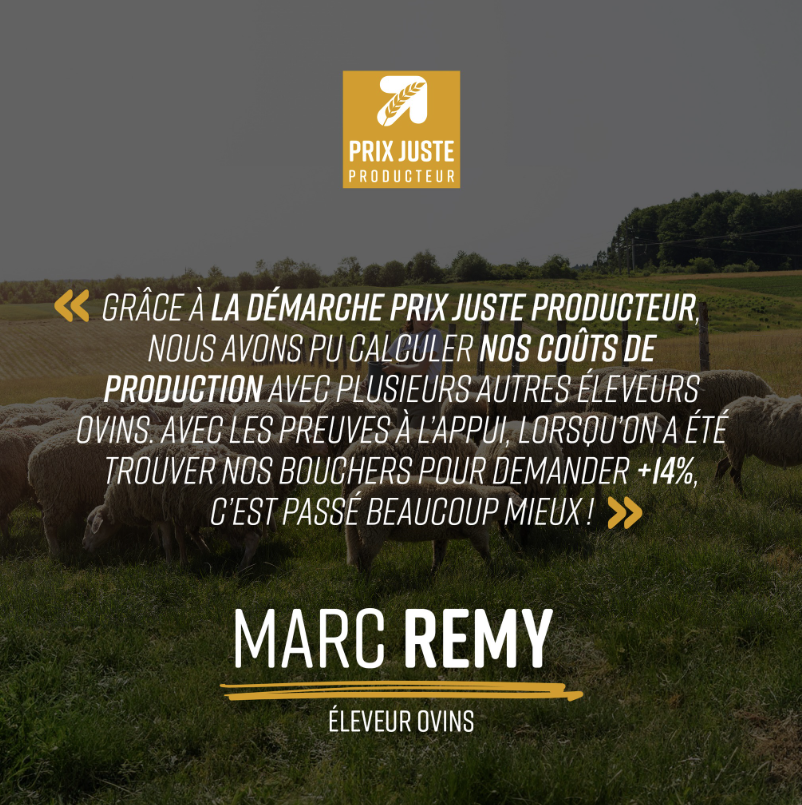 PRIX JUSTE
PRODUCTEUR
« GRÂCE À LA DÉMARCHE PRIX JUSTE PRODUCTEUR,
NOUS AVONS PU CALCULER NOS COÛTS DE
PRODUCTION AVEC PLUSIEURS AUTRES ÉLEVEURS
OVINS. AVEC LES PREUVES À L'APPUI, LORSQU'ON A ÉTÉ
TROUVER NOS BOUCHERS POUR DEMANDER +14%,
C'EST PASSÉ BEAUCOUP MIEUX ! »
MARC REMY
ÉLEVEUR OVINS